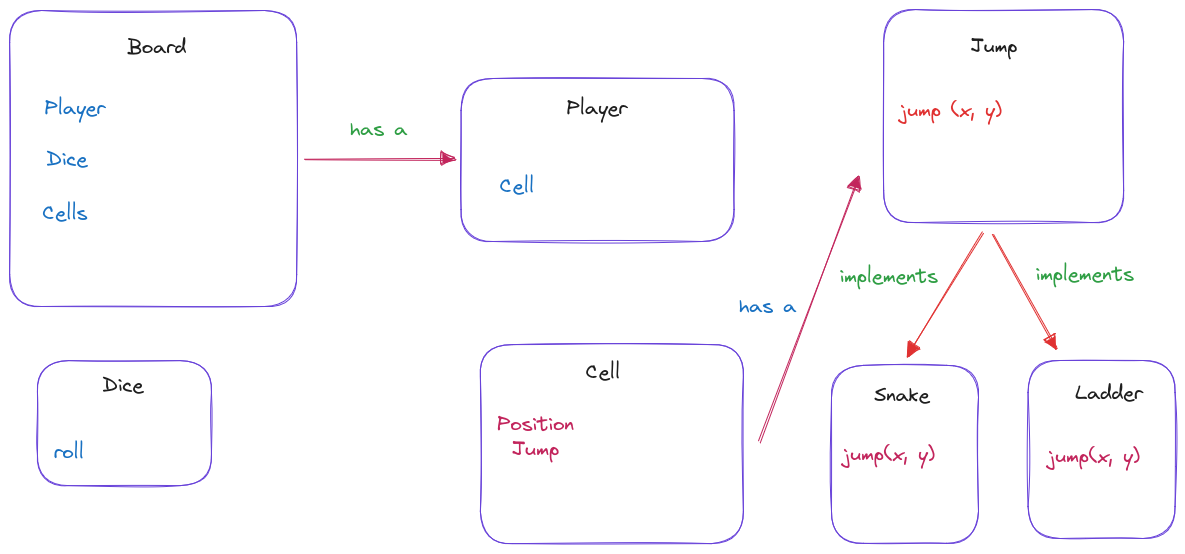 Board
Player
Dice
Cells
has a
Player
Cell
Jump
jump (x, y)
implements
implements
has a
Dice
roll
Cell
Position
Jump
Snake
jump(x, y)
Ladder
jump(x, y)